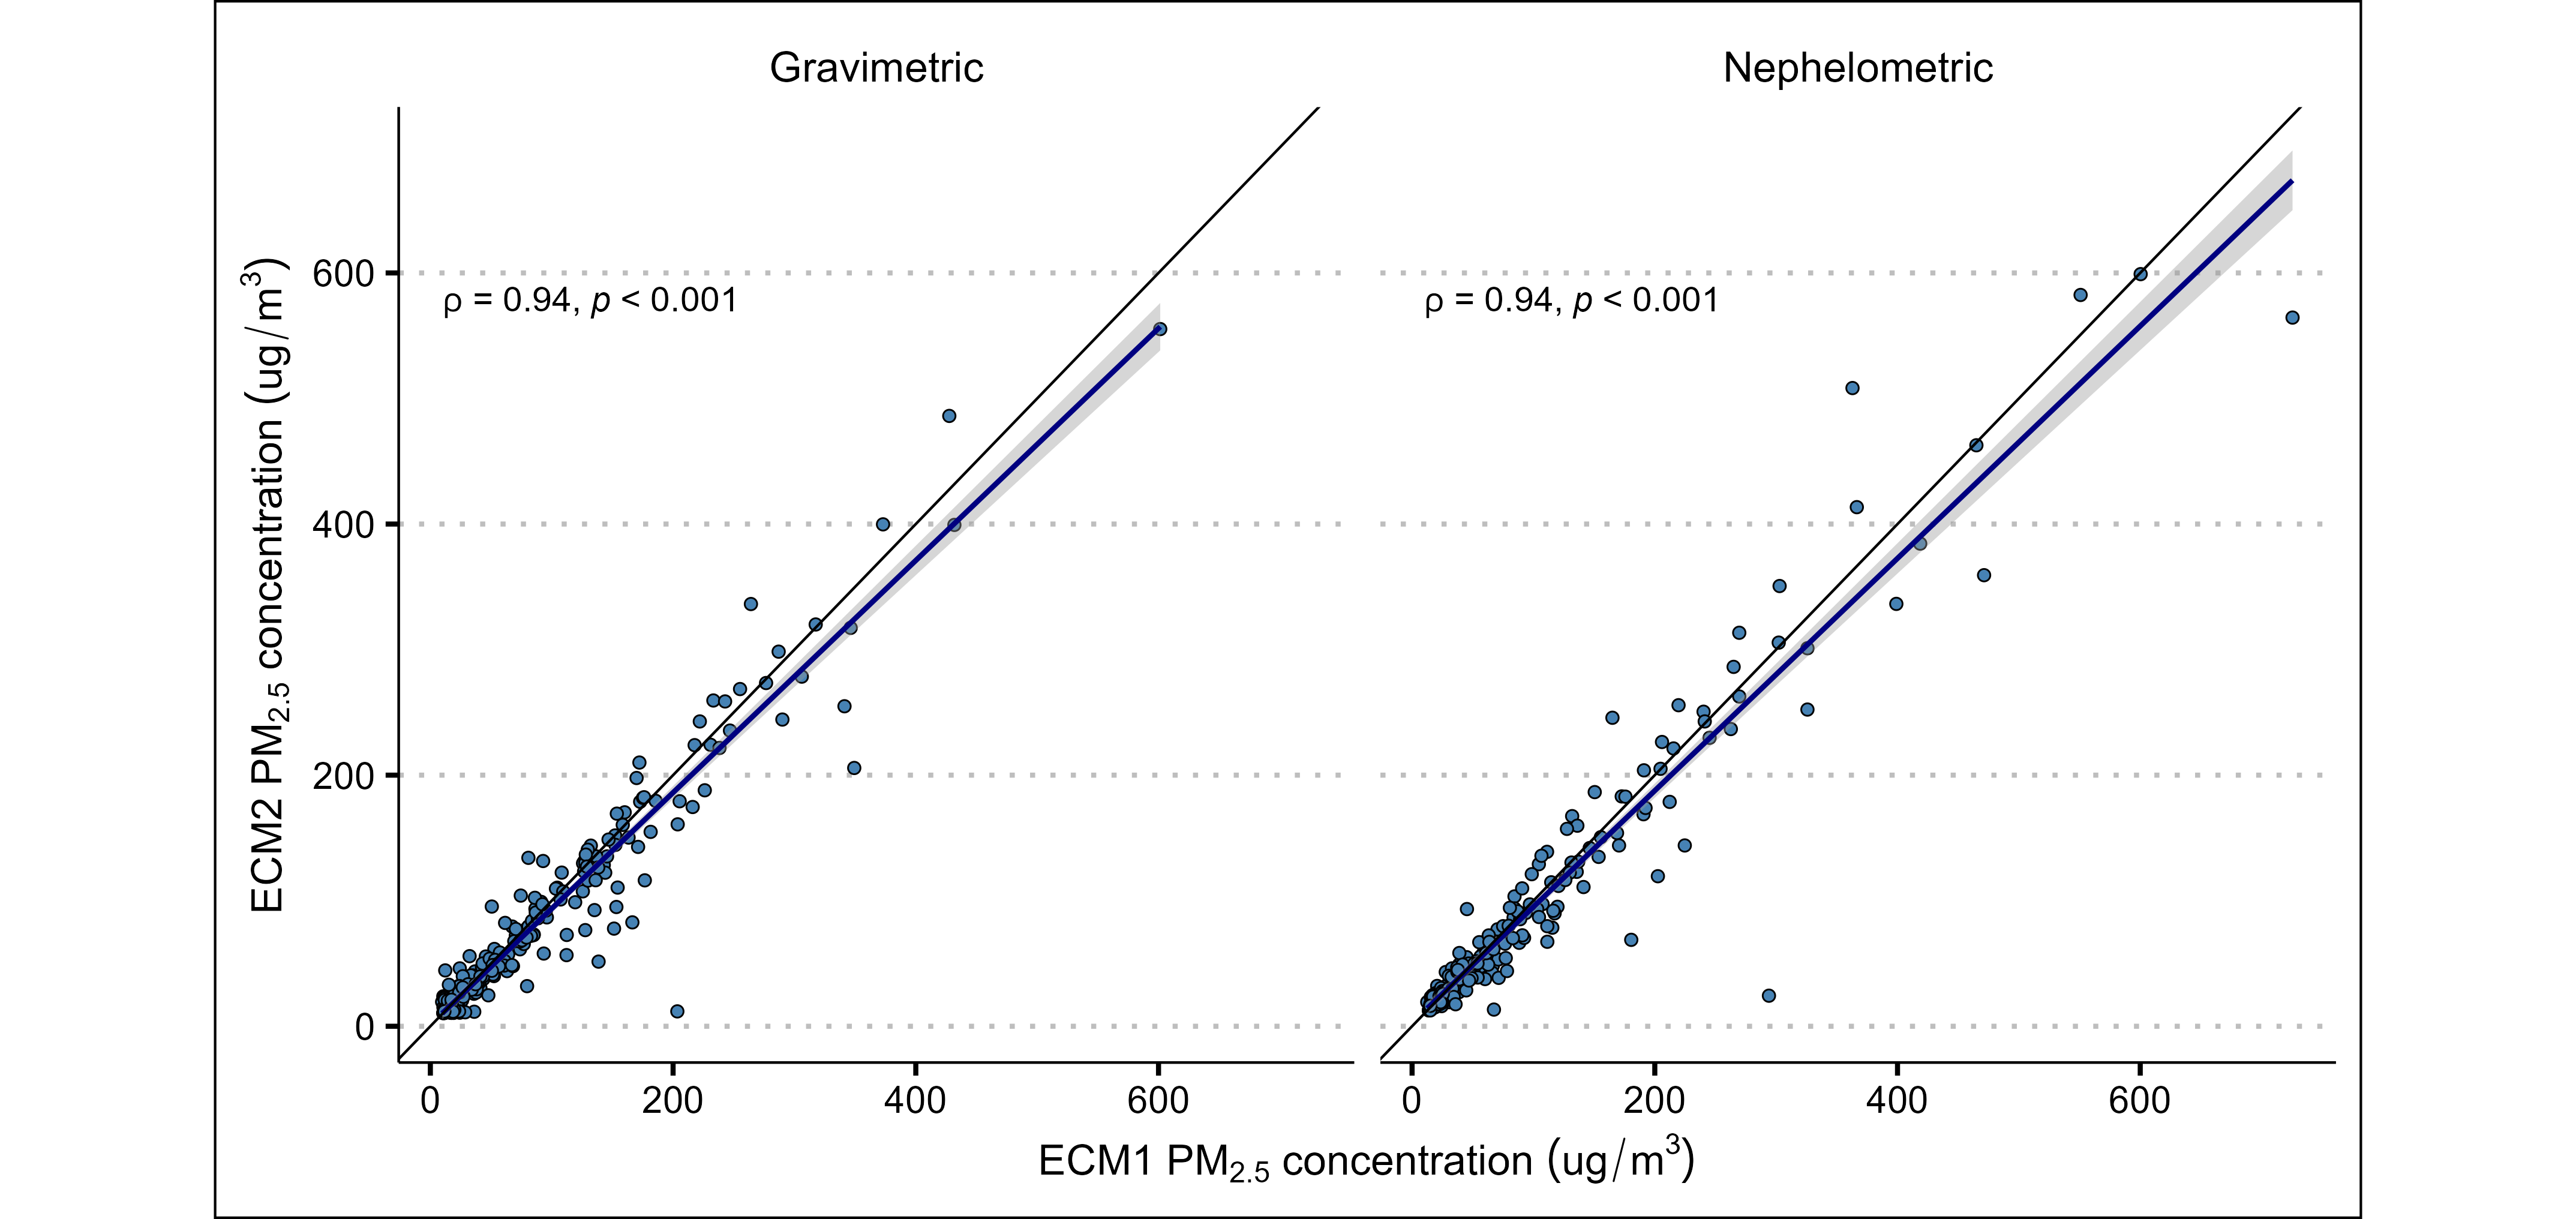 Gravimetric
Nephelometric
ECM2 PM2.5 concentration (ug/m³)
600
400
200
0
ρ = 0.94, p < 0.001
ρ = 0.94, p < 0.001
0 200 400 600
0 200 400 600
ECM1 PM2.5 concentration (ug/m³)